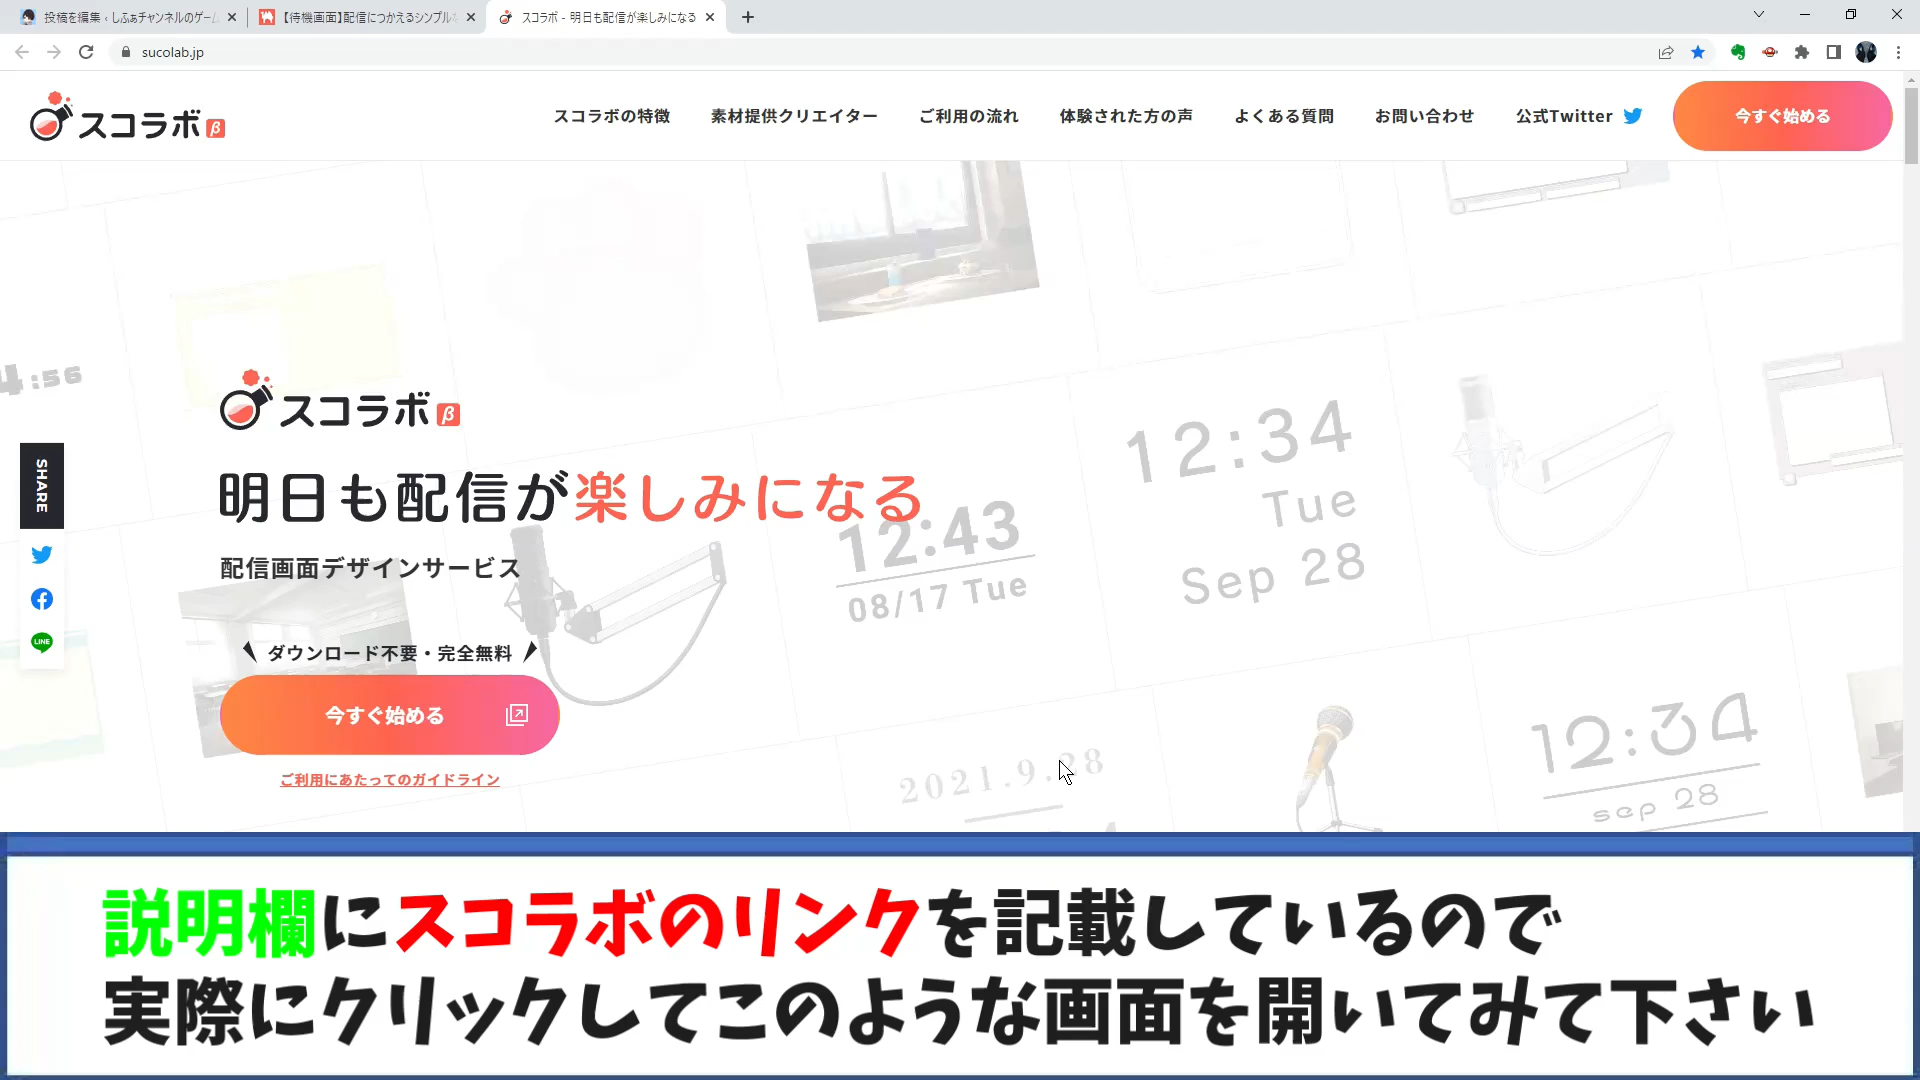 投稿を編集 ‹ しふぁチャンネルのゲーム
【待機画面】配信につかえるシンプルな
スコラボ - 明日も配信が楽しみになる
sucolab.jp
スコラボ β
スコラボの特徴
素材提供クリエイター
ご利用の流れ
体験された方の声
よくある質問
お問い合わせ
公式Twitter
今すぐ始める
4:56
スコラボ β
明日も配信が楽しみになる
配信画面デザインサービス
SHARE
LINE
12:43
08/17 Tue
12:34
Tue
Sep 28
ダウンロード不要・完全無料
今すぐ始める
ご利用にあたってのガイドライン
2021.9.28
12:34
sep 28
説明欄にスコラボのリンクを記載しているので
実際にクリックしてこのような画面を開いてみて下さい